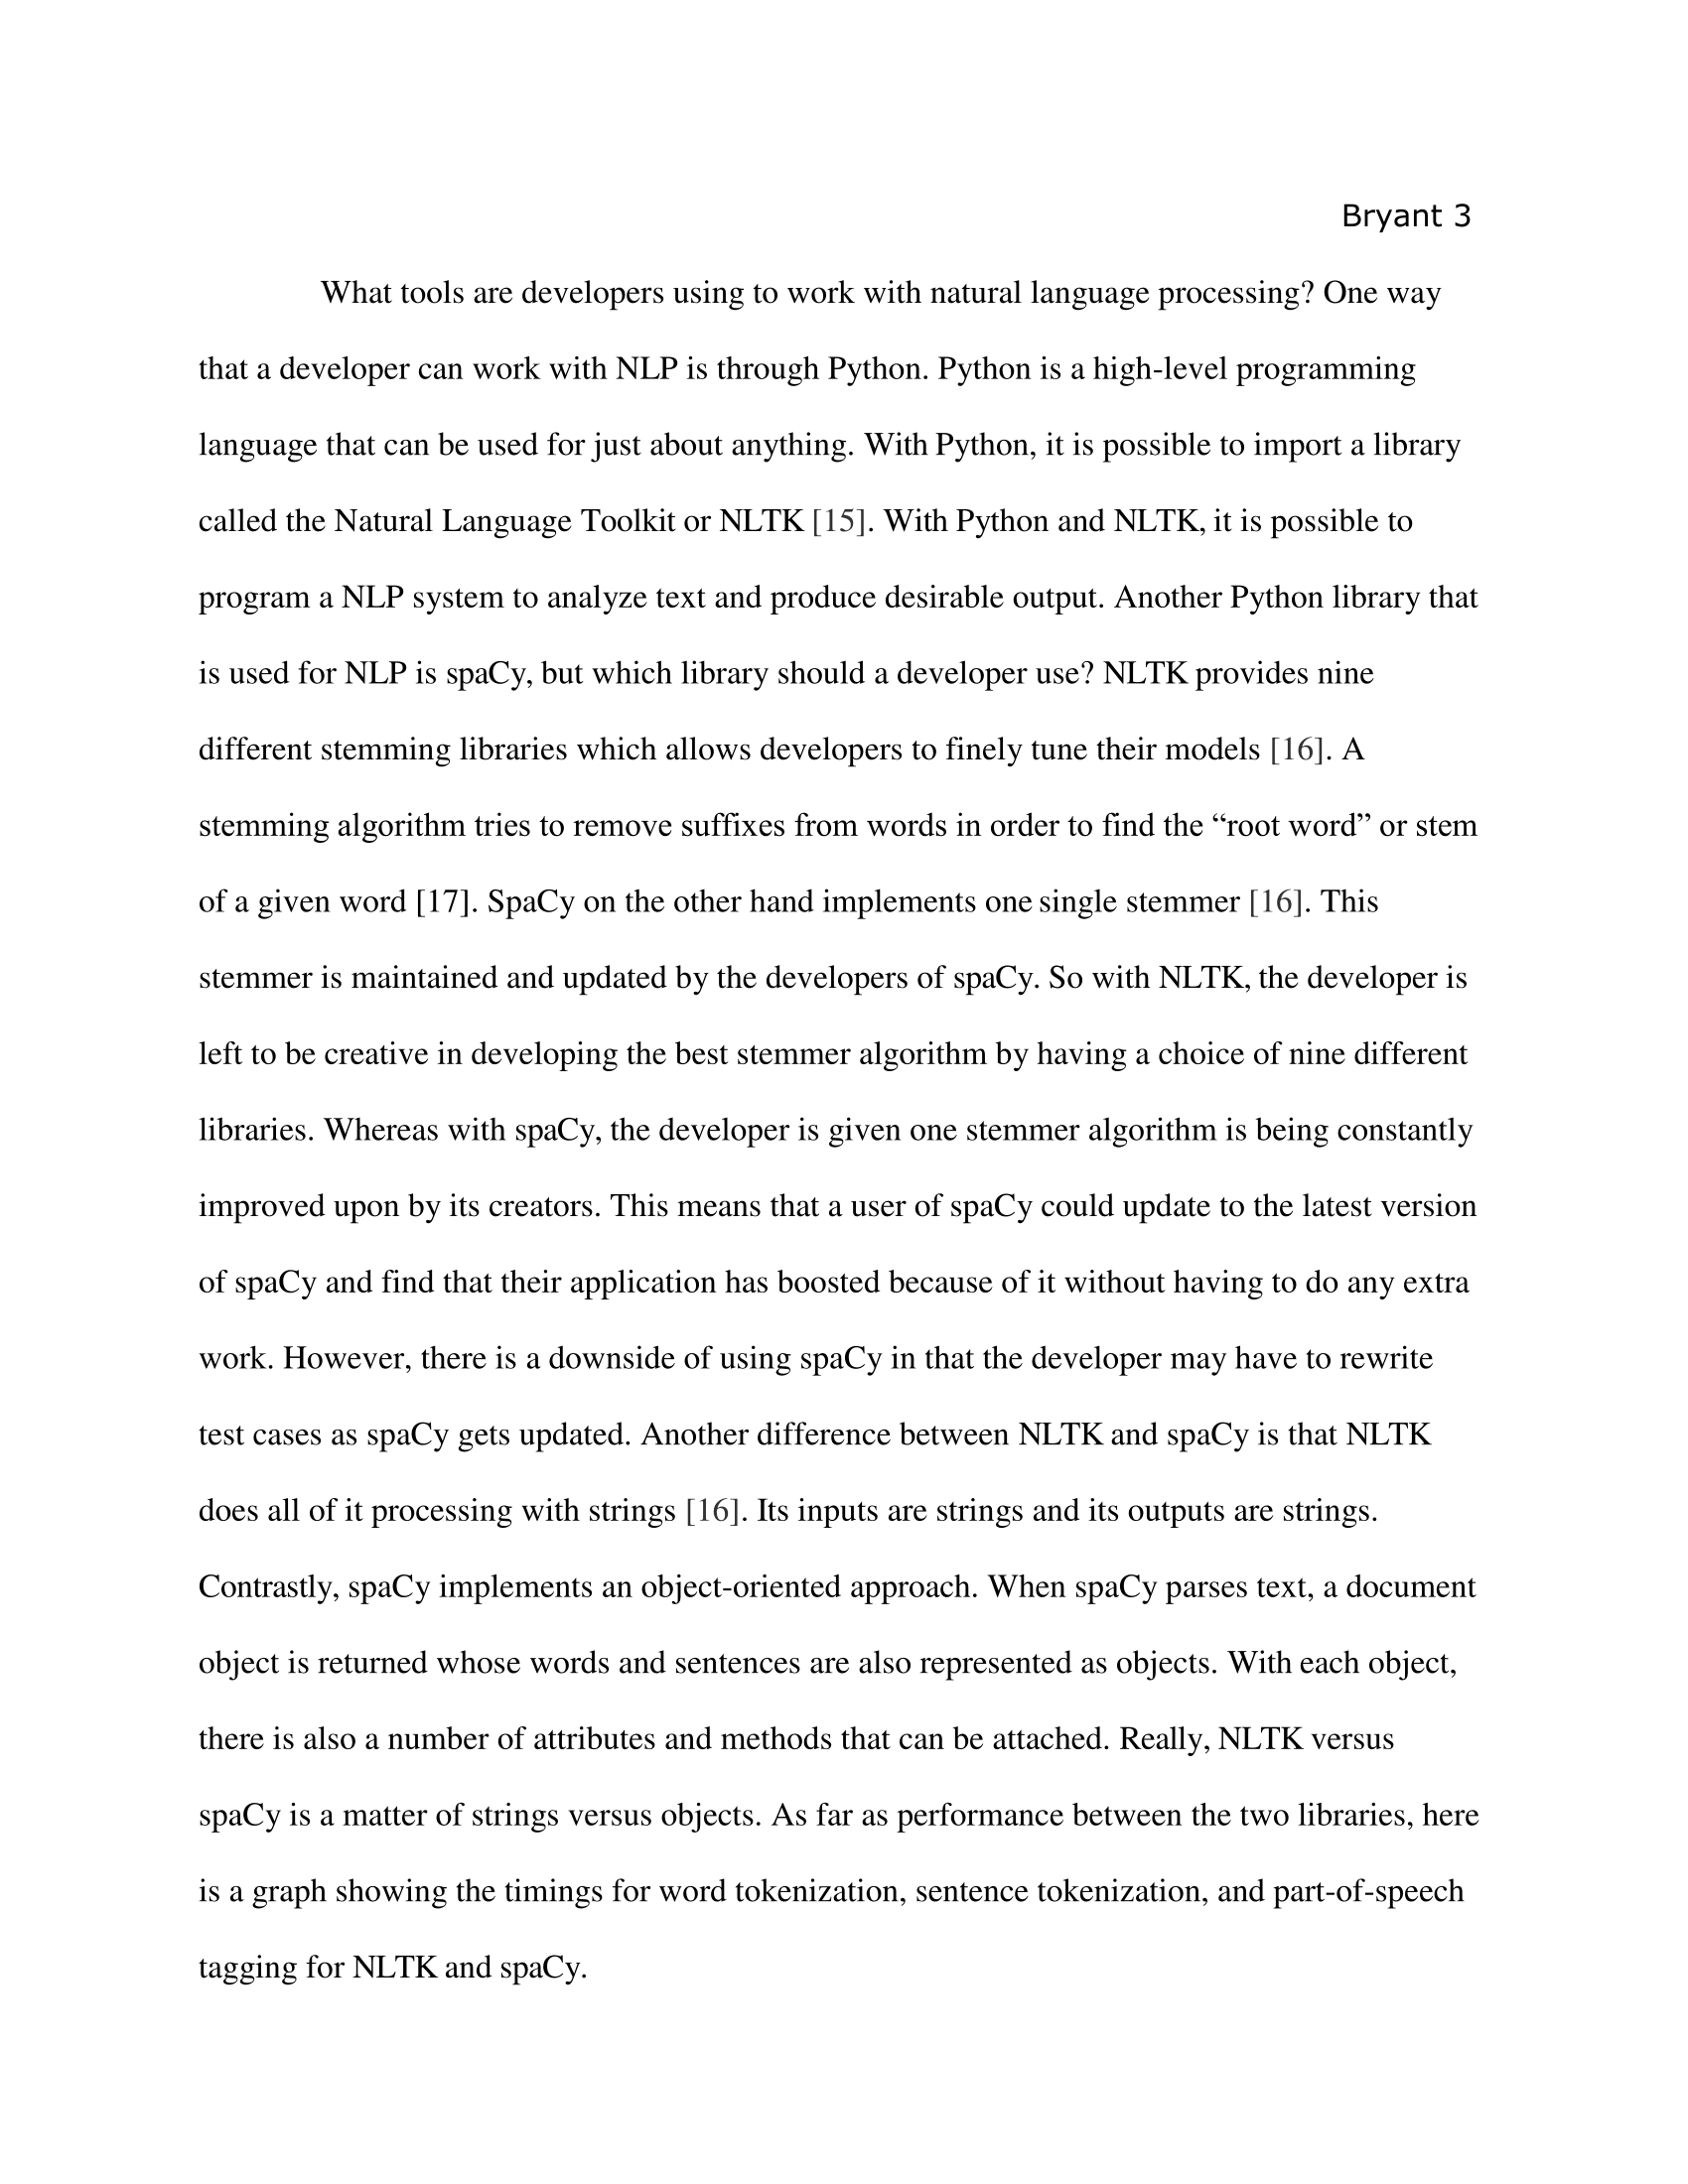 Bryant 3
What tools are developers using to work with natural language processing? One way
that a developer can work with NLP is through Python. Python is a high-level programming
language that can be used for just about anything. With Python, it is possible to import a library
called the Natural Language Toolkit or NLTK [15]. With Python and NLTK, it is possible to
program a NLP system to analyze text and produce desirable output. Another Python library that
is used for NLP is spaCy, but which library should a developer use? NLTK provides nine
different stemming libraries which allows developers to finely tune their models [16]. A
stemming algorithm tries to remove suffixes from words in order to find the “root word” or stem
of a given word [17]. SpaCy on the other hand implements one single stemmer [16]. This
stemmer is maintained and updated by the developers of spaCy. So with NLTK, the developer is
left to be creative in developing the best stemmer algorithm by having a choice of nine different
libraries. Whereas with spaCy, the developer is given one stemmer algorithm is being constantly
improved upon by its creators. This means that a user of spaCy could update to the latest version
of spaCy and find that their application has boosted because of it without having to do any extra
work. However, there is a downside of using spaCy in that the developer may have to rewrite
test cases as spaCy gets updated. Another difference between NLTK and spaCy is that NLTK
does all of it processing with strings [16]. Its inputs are strings and its outputs are strings.
Contrastly, spaCy implements an object-oriented approach. When spaCy parses text, a document
object is returned whose words and sentences are also represented as objects. With each object,
there is also a number of attributes and methods that can be attached. Really, NLTK versus
spaCy is a matter of strings versus objects. As far as performance between the two libraries, here
is a graph showing the timings for word tokenization, sentence tokenization, and part-of-speech
tagging for NLTK and spaCy.